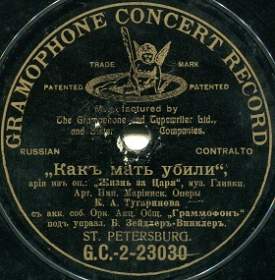 GRAMOPHONE CONCERT RECORD
TRADE MARK
PATENTED PATENTED
Manufactured by
The Gramophone and Typewriter Ltd.,
and Sister Companies.
RUSSIAN CONTRALTO
„Какъ мать убили“,
арія изъ оп.: „Жизнь за Царя“, муз. Глинки.
Арт. Имп. Маріинск. Оперы
К. А. Тугаринова
съ акк. соб. Орк. Акц. Общ. „Граммофонъ“
подъ управл. Б. Зейдлеръ-Винклеръ.
ST. PETERSBURG.
G.C.-2-23030